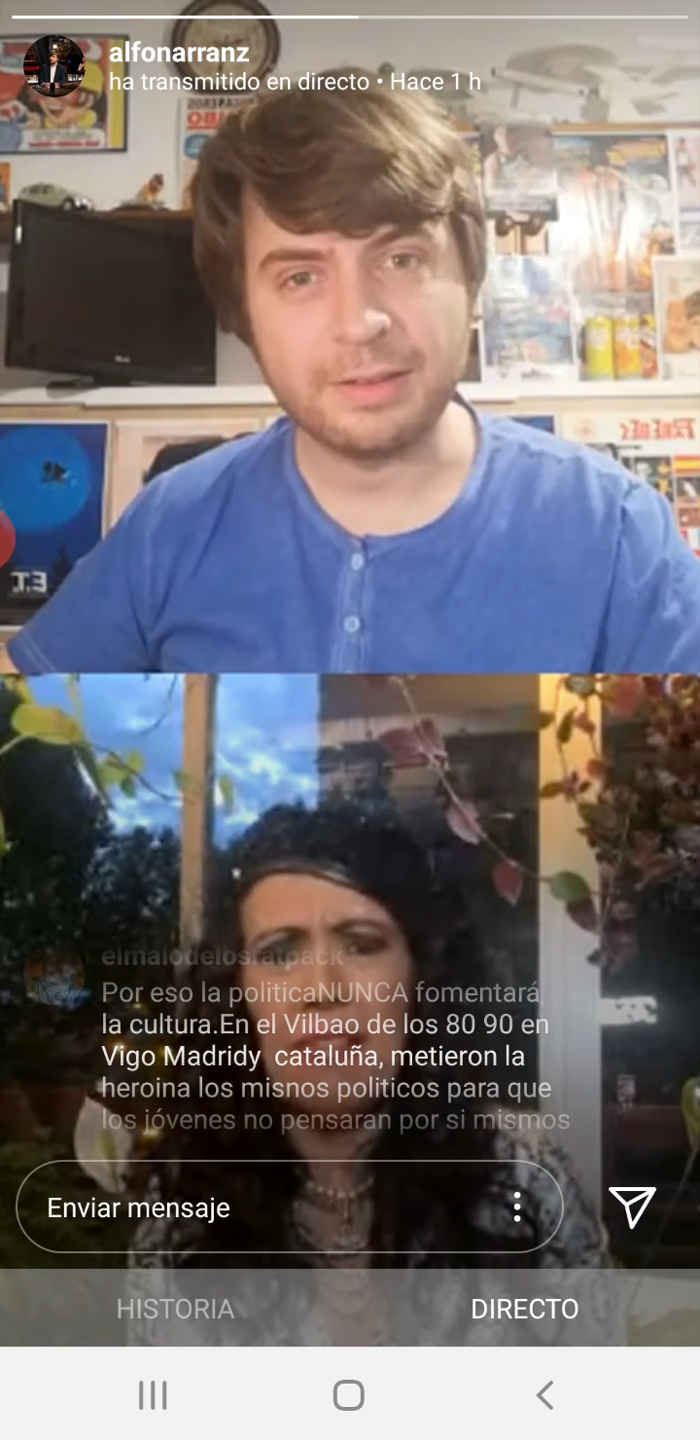 alfonarranz
ha transmitido en directo • Hace 1 h
T.3
elmalodelosratpack
Por eso la politicaNUNCA fomentará
la cultura.En el Vilbao de los 80 90 en
Vigo Madridy  cataluña, metieron la
heroina los misnos politicos para que
los jóvenes no pensaran por si mismos
Enviar mensaje
HISTORIA
DIRECTO